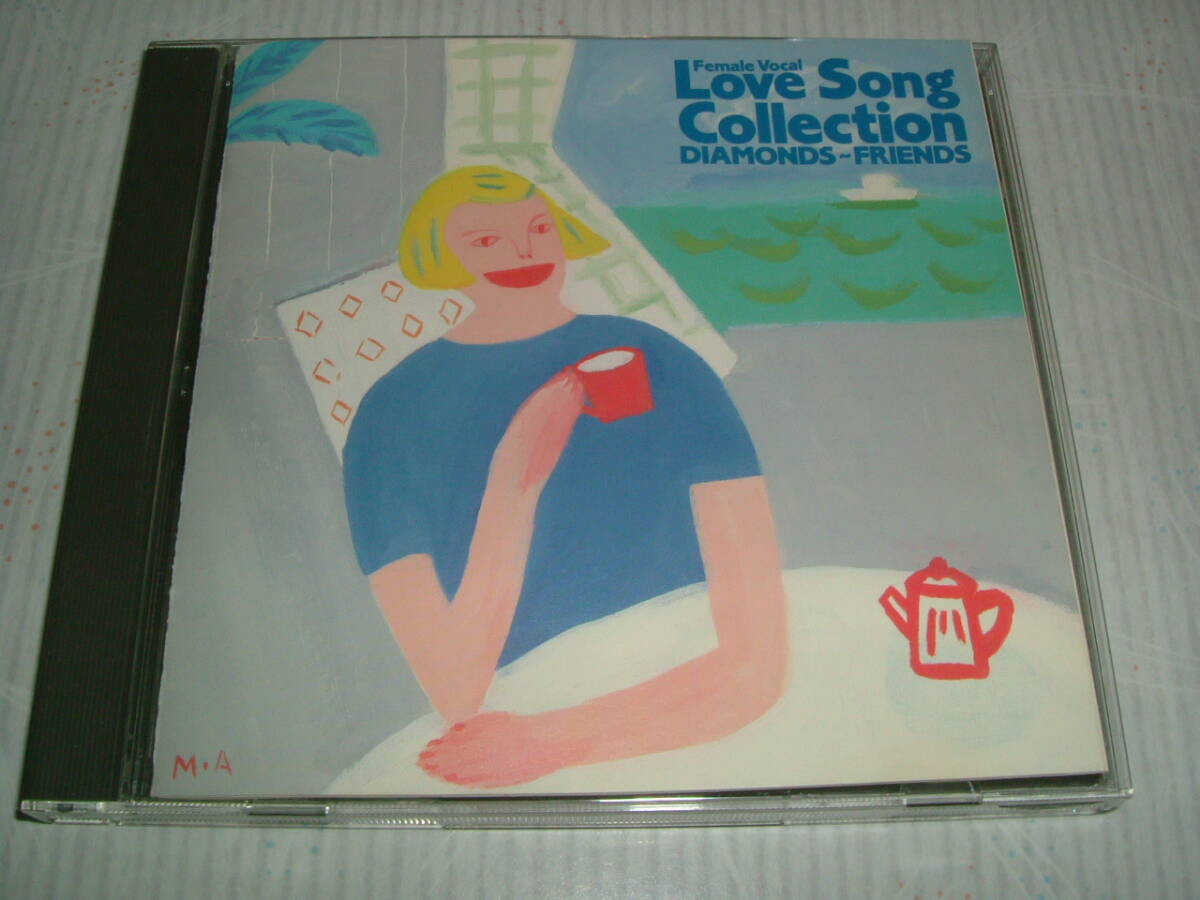 Female Vocal
Love Song
Collection
DIAMONDS~FRIENDS
M・A